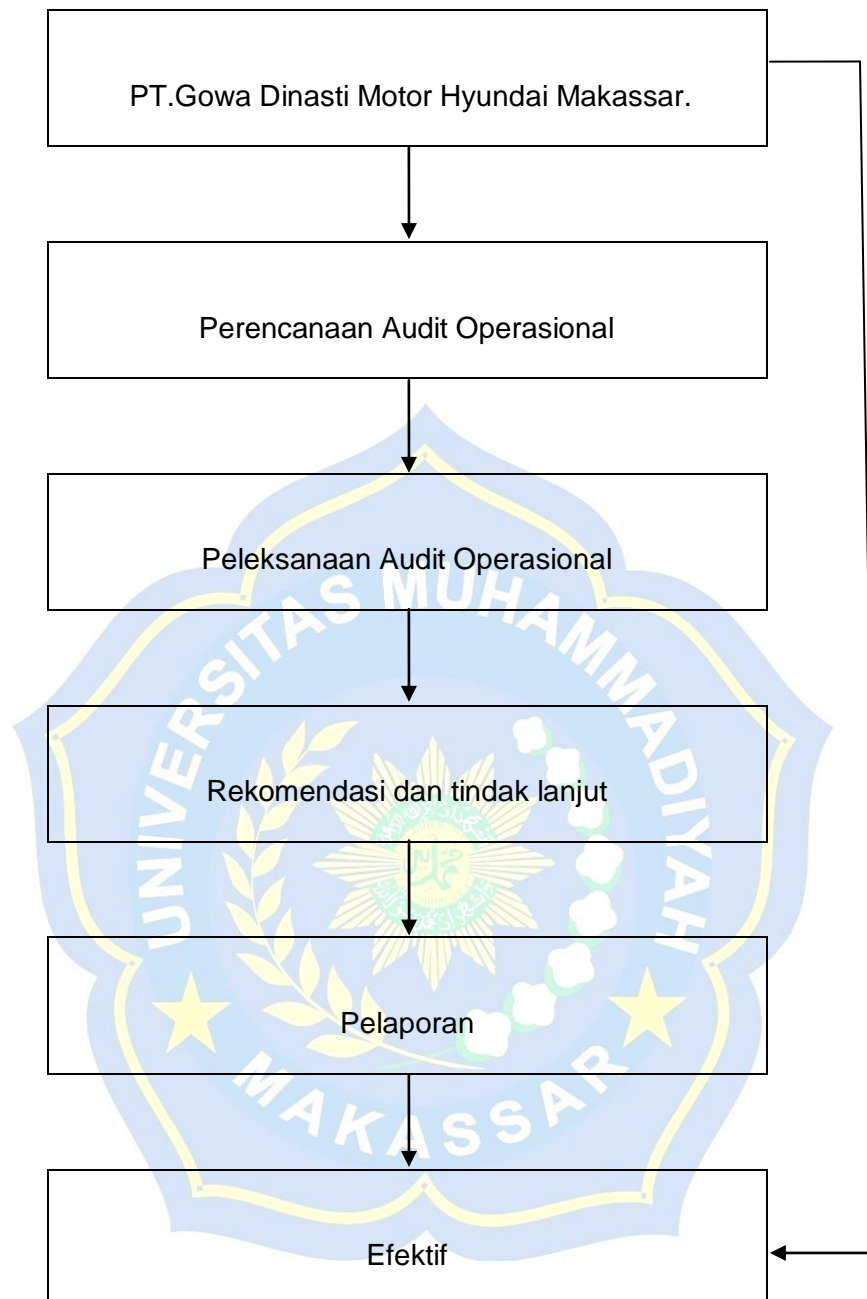 PT.Gowa Dinasti Motor Hyundai Makassar.
Perencanaan Audit Operasional
Peleksanaan Audit Operasional
UNIVERSITAS MUHAMMADIYAH
Rekomendasi dan tindak lanjut
Pelaporan
MAKASSAR
Efektif